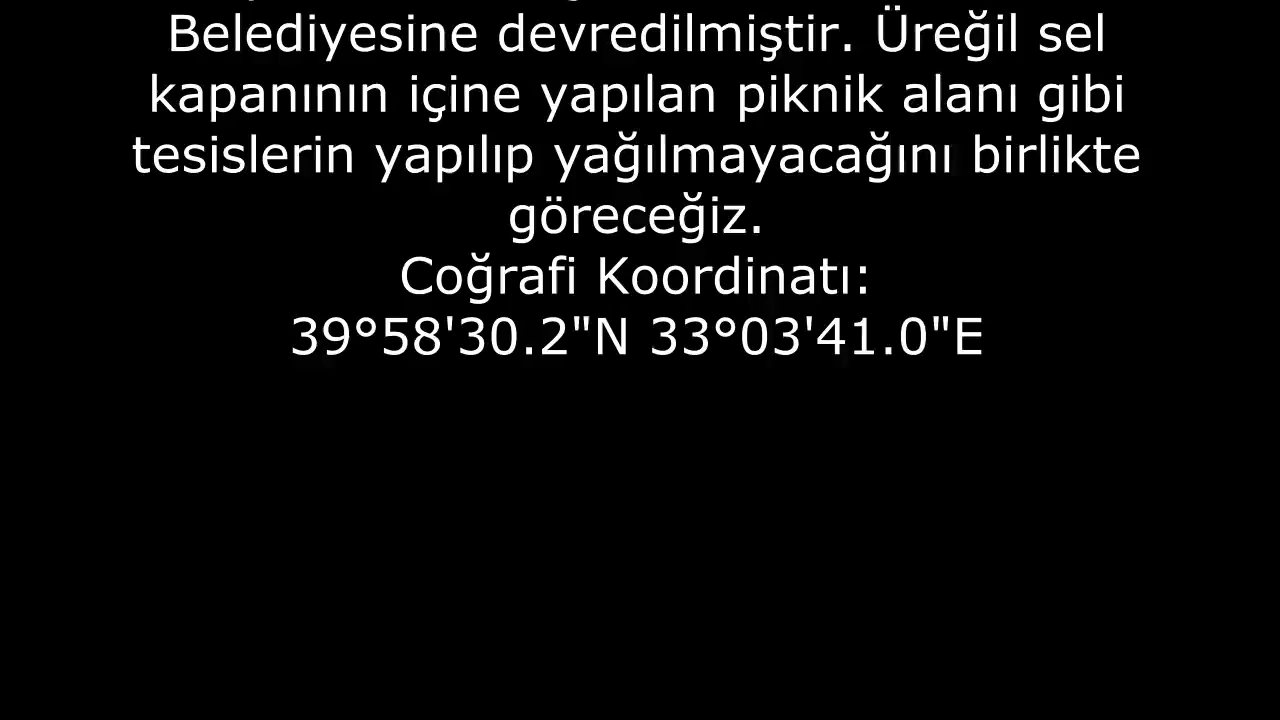 Belediyesine devredilmiştir. Üreğil sel
kapanının içine yapılan piknik alanı gibi
tesislerin yapılıp yağılmayacağını birlikte
göreceğiz.
Coğrafi Koordinatı:
39°58'30.2"N 33°03'41.0"E